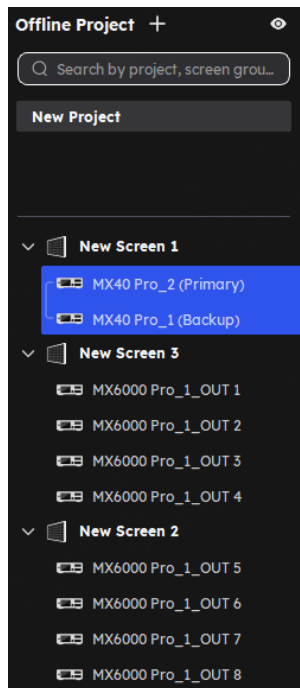 Offline Project +
Search by project, screen grou...
New Project
New Screen 1
MX40 Pro_2 (Primary)
MX40 Pro_1 (Backup)
New Screen 3
MX6000 Pro_1_OUT 1
MX6000 Pro_1_OUT 2
MX6000 Pro_1_OUT 3
MX6000 Pro_1_OUT 4
New Screen 2
MX6000 Pro_1_OUT 5
MX6000 Pro_1_OUT 6
MX6000 Pro_1_OUT 7
MX6000 Pro_1_OUT 8